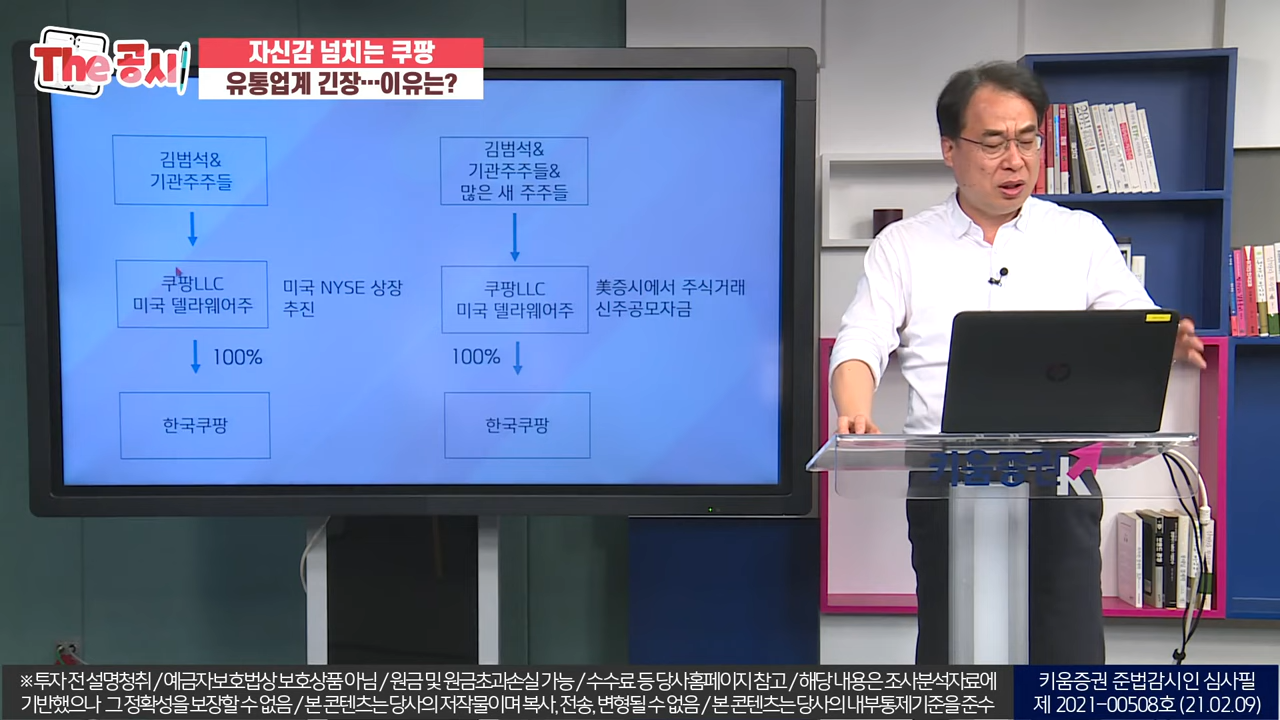 The 공시
자신감 넘치는 쿠팡
유통업계 긴장…이유는?
김범석&
기관주주들
쿠팡LLC
미국 델라웨어주
미국 NYSE 상장
추진
100%
한국쿠팡
김범석&
기관주주들&
많은 새 주주들
쿠팡LLC
미국 델라웨어주
美증시에서 주식거래
신주공모자금
100%
한국쿠팡
키움증권 K
※ 투자 전 설명청취 / 예금자보호법상 보호상품 아님 / 원금 및 원금초과손실 가능 / 수수료 등 당사홈페이지 참고 / 해당 내용은 조사분석자료에
기반했으나 그 정확성을 보장할 수 없음 / 본 콘텐츠는 당사의 저작물이며 복사, 전송, 변형될 수 없음 / 본 콘텐츠는 당사의 내부통제기준을 준수
키움증권 준법감시인 심사필
제 2021-00508호 (21.02.09)